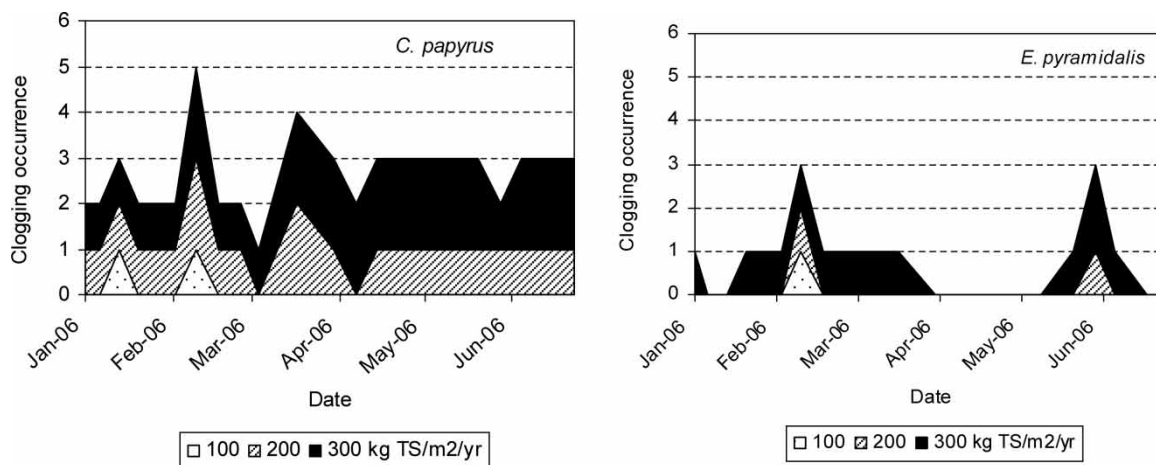 C. papyrus
Clogging occurrence
6
5
4
3
2
1
0
Jan-06
Feb-06
Mar-06
Apr-06
May-06
Jun-06
Date
100 200 300 kg TS/m2/yr
E. pyramidalis
Clogging occurrence
6
5
4
3
2
1
0
Jan-06
Feb-06
Mar-06
Apr-06
May-06
Jun-06
Date
100 200 300 kg TS/m2/yr